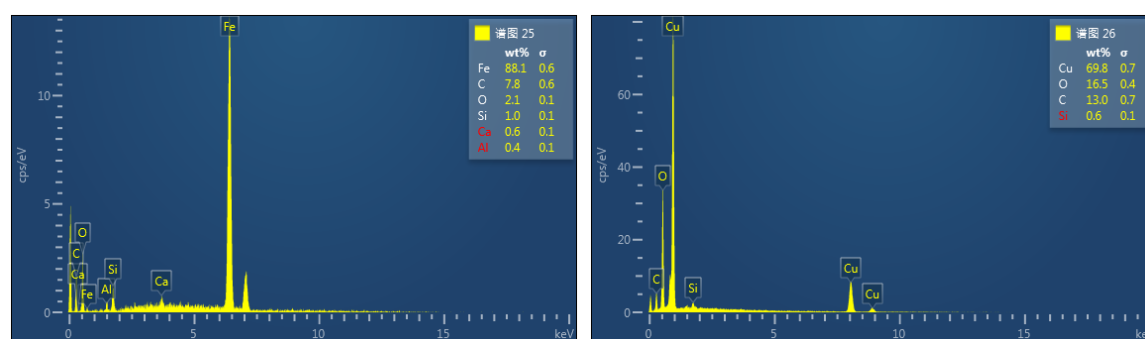 谱图 25
wt% σ
Fe 88.1 0.6
C 7.8 0.6
O 2.1 0.1
Si 1.0 0.1
Ca 0.6 0.1
Al 0.4 0.1
Fe
10
cps/eV
5
O
C
Si
Ca
Ca
Al
Fe
0
0 5 10 15 keV
谱图 26
wt% σ
Cu 69.8 0.7
O 16.5 0.4
C 13.0 0.7
Si 0.6 0.1
Cu
60
cps/eV
40
O
20
Cu
C
Si
Cu
0
0 5 10 15 keV